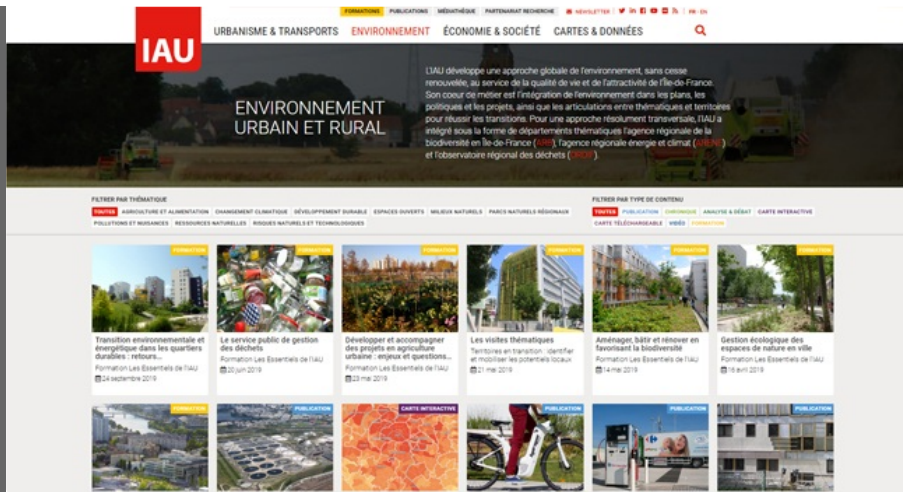 FORMATIONS PUBLICATIONS MÉDIATHÈQUE PARTENARIAT RECHERCHE NEWSLETTER FR EN
IAU
URBANISME & TRANSPORTS ENVIRONNEMENT ÉCONOMIE & SOCIÉTÉ CARTES & DONNÉES
ENVIRONNEMENT
URBAIN ET RURAL
L'IAU développe une approche globale de l'environnement, sans cesse
renouvelée, au service de la qualité de vie et de l'attractivité de l'Île-de-France.
Son coeur de métier est l'intégration de l'environnement dans les plans, les
politiques et les projets, ainsi que les articulations entre thématiques et territoires
pour réussir les transitions. Pour une approche résolument transversale, l'IAU a
intégré sous la forme de départements thématiques l'agence régionale de la
biodiversité en Île-de-France (ARB), l'agence régionale énergie et climat (
et l'observatoire régional des déchets (
FILTRER PAR THÉMATIQUE
TOUTES AGRICULTURE ET ALIMENTATION CHANGEMENT CLIMATIQUE DÉVELOPPEMENT DURABLE ESPACES OUVERTS MILIEUX NATURELS PARCS NATURELS RÉGIONAUX
POLLUTIONS ET NUISANCES RESSOURCES NATURELLES RISQUES NATURELS ET TECHNOLOGIQUES
FILTRER PAR TYPE DE CONTENU
TOUTES PUBLICATION CHRONIQUE ANALYSE & DÉBAT CARTE INTERACTIVE
CARTE TÉLÉCHARGEABLE VIDÉO FORMATION
FORMATION
Transition environnementale et
énergétique dans les quartiers
durables : retours...
Formation Les Essentiels de l'IAU
24 septembre 2019
FORMATION
Le service public de gestion
des déchets
Formation Les Essentiels de l'IAU
20 juin 2019
FORMATION
Développer et accompagner
des projets en agriculture
urbaine : enjeux et questions...
Formation Les Essentiels de l'IAU
23 mai 2019
FORMATION
Les visites thématiques
Territoires en transition : identifier
et mobiliser les potentiels locaux
21 mai 2019
FORMATION
Aménager, bâtir et rénover en
favorisant la biodiversité
Formation Les Essentiels de l'IAU
14 mai 2019
FORMATION
Gestion écologique des
espaces de nature en ville
Formation Les Essentiels de l'IAU
16 avril 2019
FORMATION
PUBLICATION
CARTE INTERACTIVE
PUBLICATION
PUBLICATION
PUBLICATION